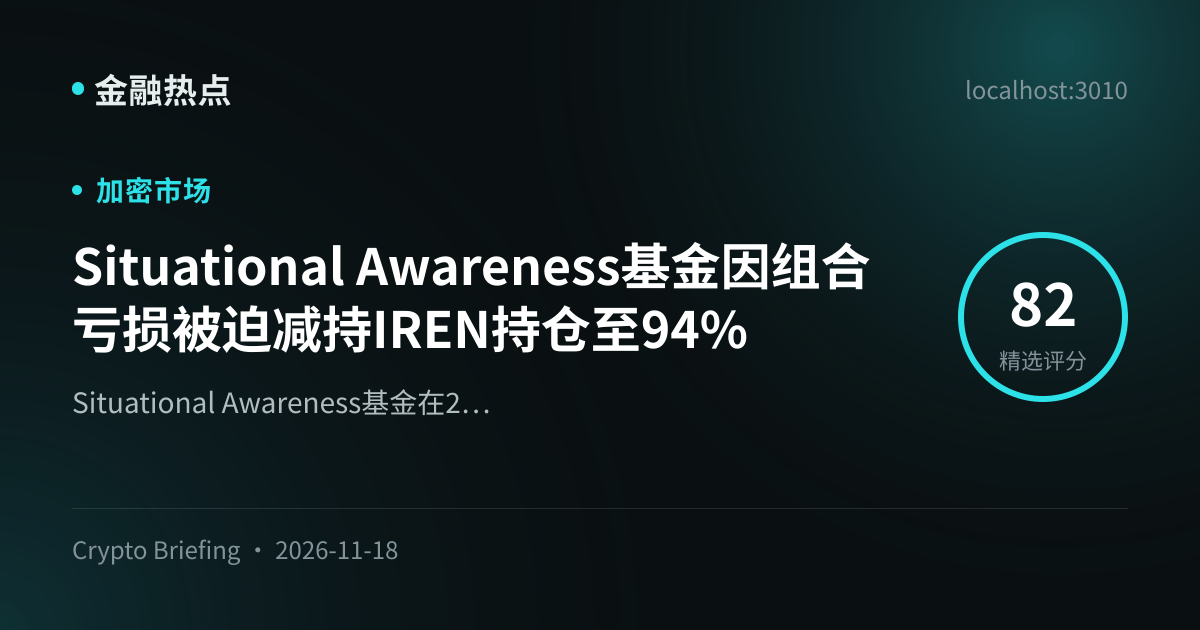 金融热点
localhost:3010
加密市场
Situational Awareness基金因组合
亏损被迫减持IREN持仓至94%
82
精选评分
Situational Awareness基金在2…
Crypto Briefing · 2026-11-18